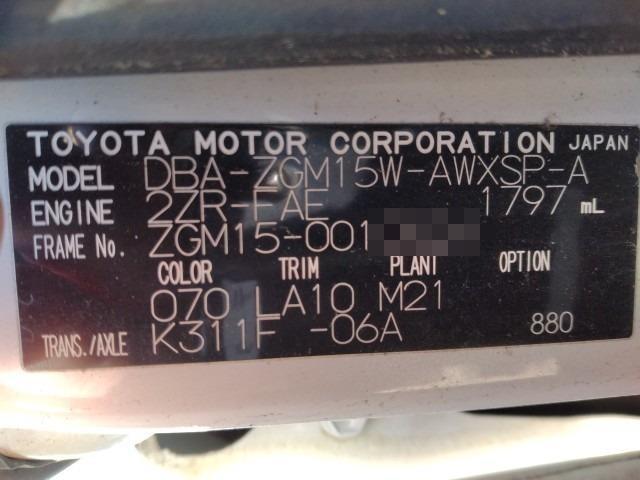 TOYOTA MOTOR CORPORATION JAPAN
MODEL DBA-ZGM15W-AWXSP-A
ENGINE 2ZR-FAE 1797 mL
FRAME No. ZGM15-001
COLOR TRIM PLANT OPTION
070 LA10 M21
TRANS./AXLE K311F -06A 880